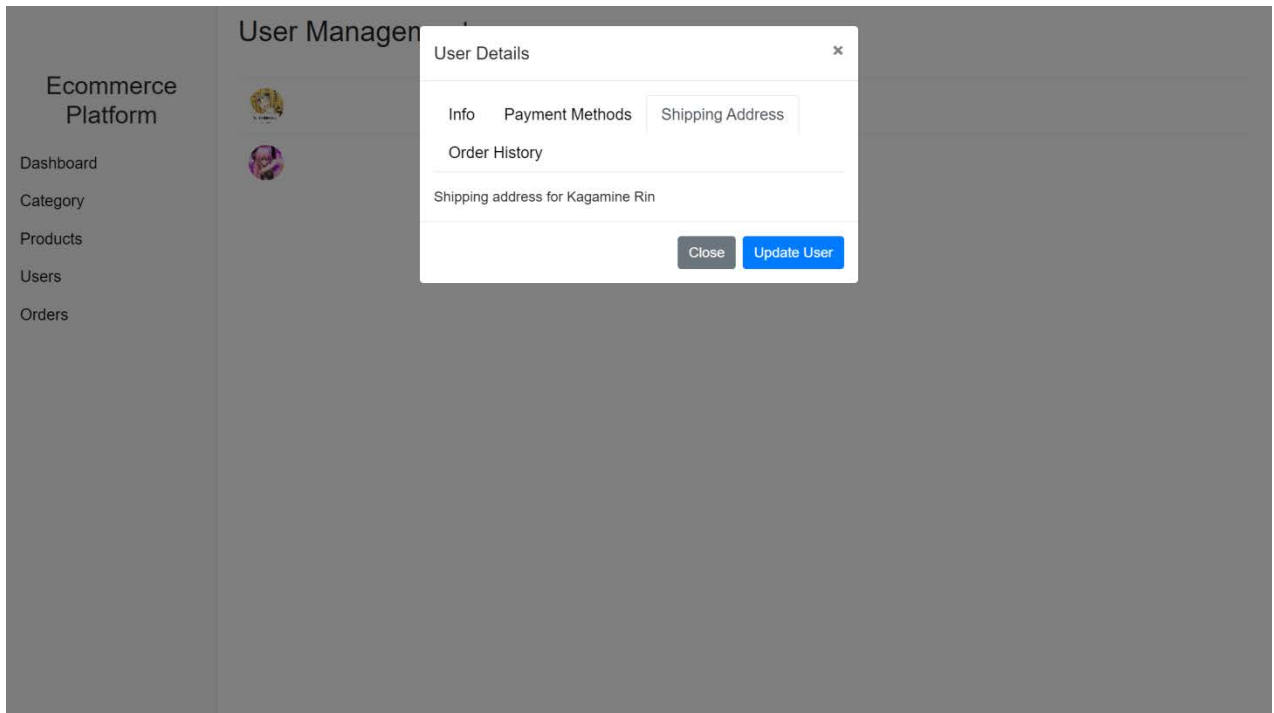 User Managen
Ecommerce
Platform
Dashboard
Category
Products
Users
Orders
User Details
×
Info Payment Methods Shipping Address
Order History
Shipping address for Kagamine Rin
Close Update User